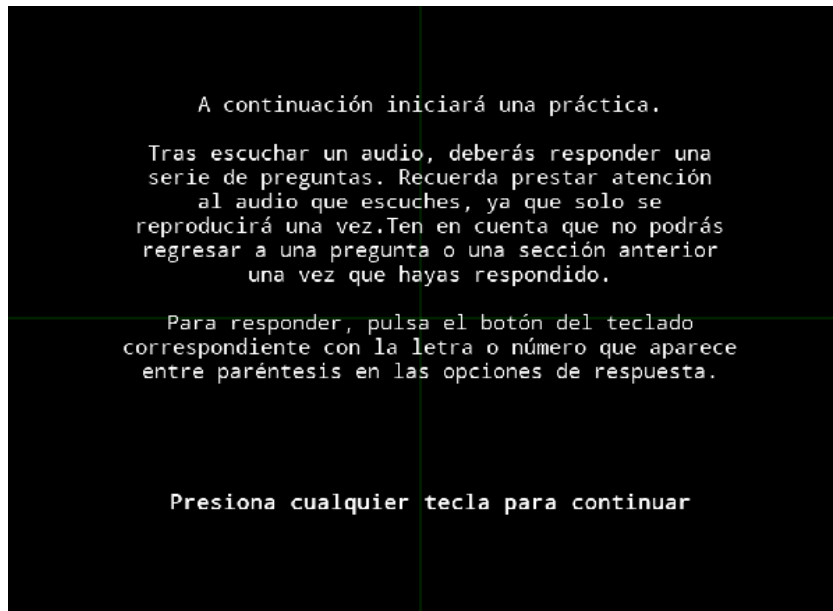 A continuación iniciará una práctica.
Tras escuchar un audio, deberás responder una
serie de preguntas. Recuerda prestar atención
al audio que escuches, ya que solo se
reproducirá una vez.Ten en cuenta que no podrás
regresar a una pregunta o una sección anterior
una vez que hayas respondido.
Para responder, pulsa el botón del teclado
correspondiente con la letra o número que aparece
entre paréntesis en las opciones de respuesta.
Presiona cualquier tecla para continuar